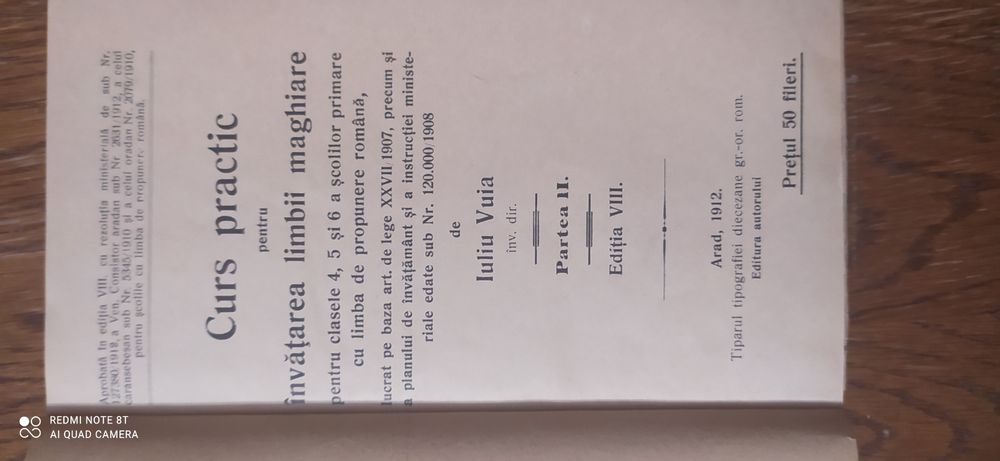 Aprobată în ediția VIII. cu rezoluția ministerială de sub Nr.
127380/1912, a Ven. Consistor arădan sub Nr 2631/1912, a celui
caransebeșan sub Nr. 5345/1910 și a celui orădan Nr. 2079/1910,
pentru școlile cu limba de propunere română.
Curs practic
pentru
învățarea limbii maghiare
pentru clasele 4, 5 și 6 a școlilor primare
cu limba de propunere română,
lucrat pe baza art. de lege XXVII/1907, precum și
a planului de învățământ și a instrucției ministe-
riale edate sub Nr. 120.000/1908
de
Iuliu Vuia
înv. dir.
Partea II.
Ediția VIII.
Arad, 1912.
Tiparul tipografiei diecezane gr.-or. rom.
Editura autorului
Prețul 50 fileri.
REDMI NOTE 8T
AI QUAD CAMERA